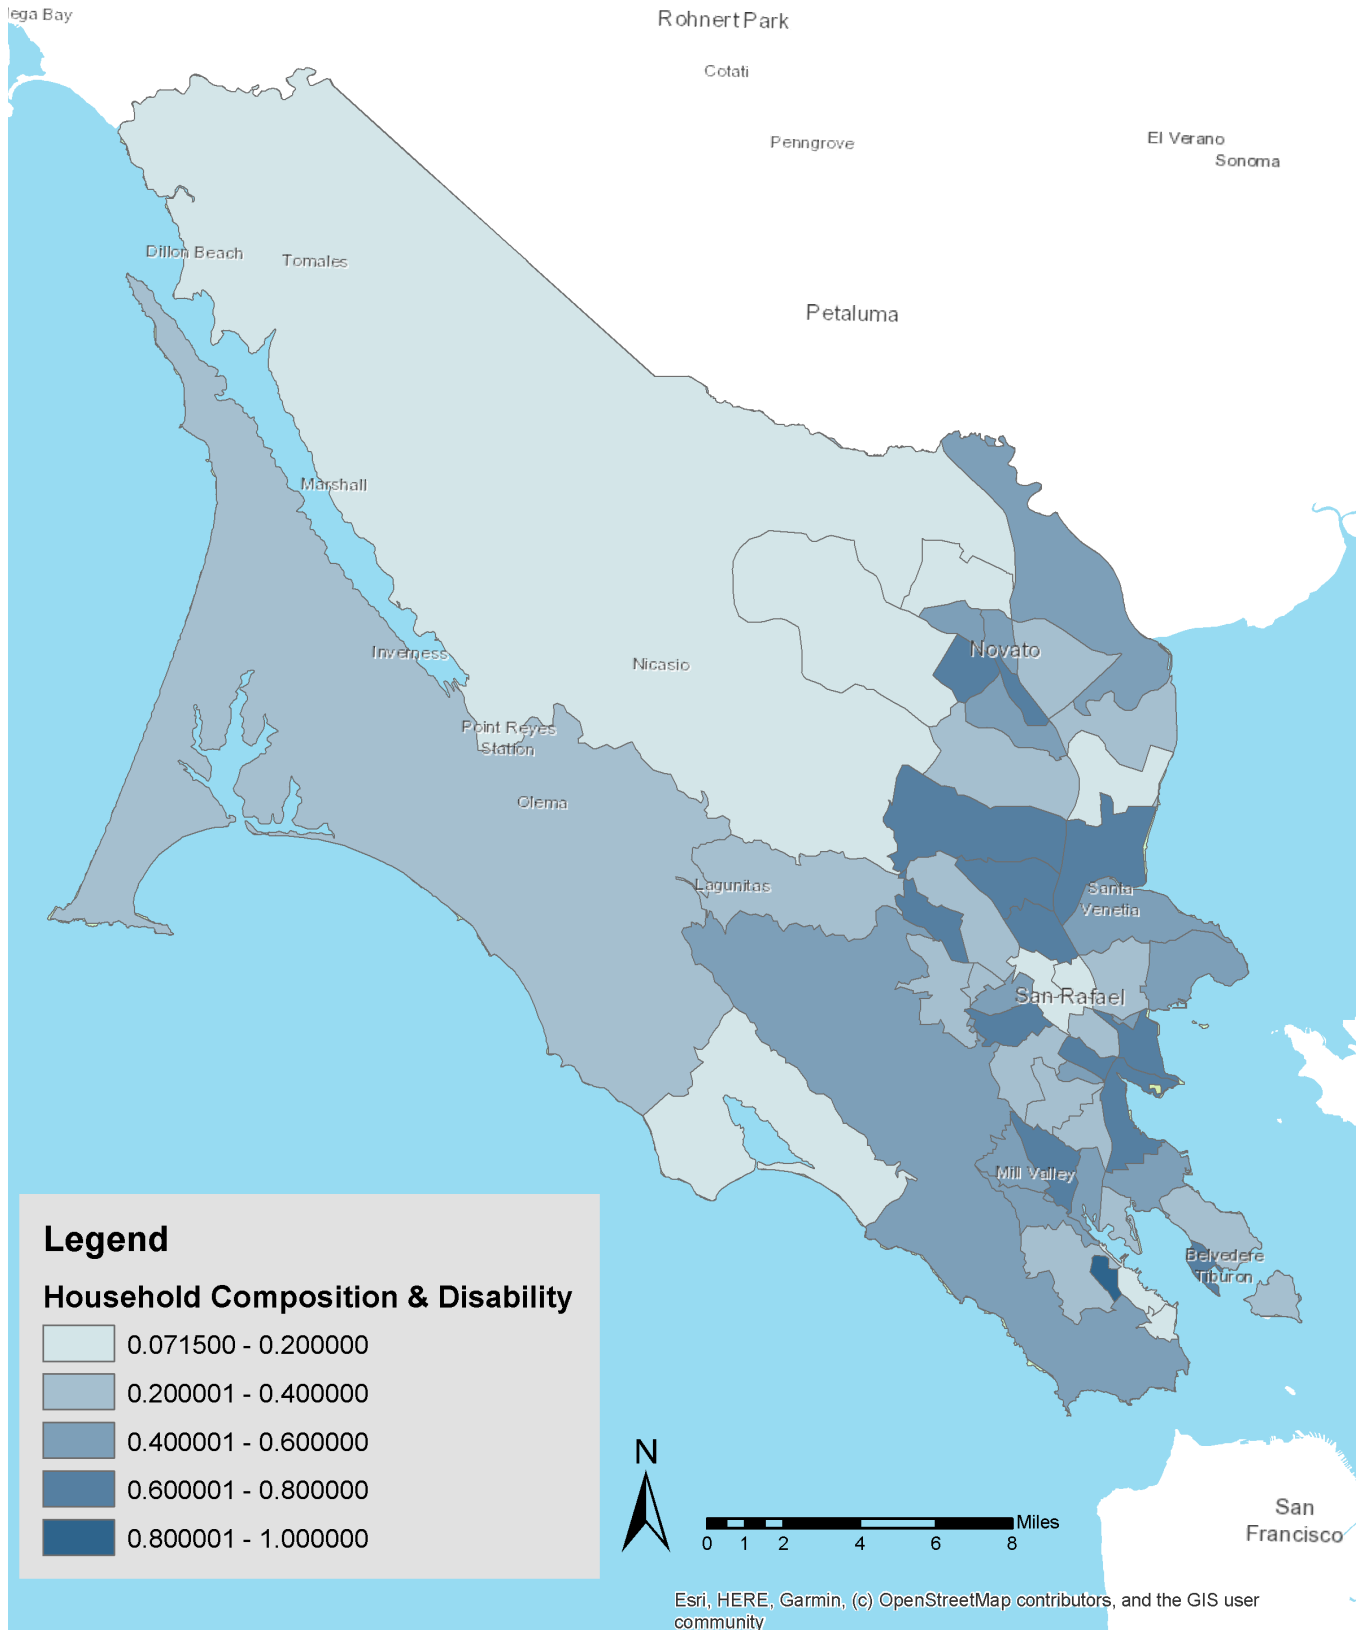 lega Bay
Rohnert Park
Cotati
Penngrove
El Verano
Sonoma
Dillon Beach
Tomales
Petaluma
Marshall
Inverness
Nicasio
Novato
Point Reyes
Station
Olema
Lagunitas
Santa
Venetia
San Rafael
Mill Valley
Belvedere
Tiburon
Legend
Household Composition & Disability
0.071500 - 0.200000
0.200001 - 0.400000
0.400001 - 0.600000
0.600001 - 0.800000
0.800001 - 1.000000
N
Miles
0 1 2 4 6 8
San
Francisco
Esri, HERE, Garmin, (c) OpenStreetMap contributors, and the GIS user
community